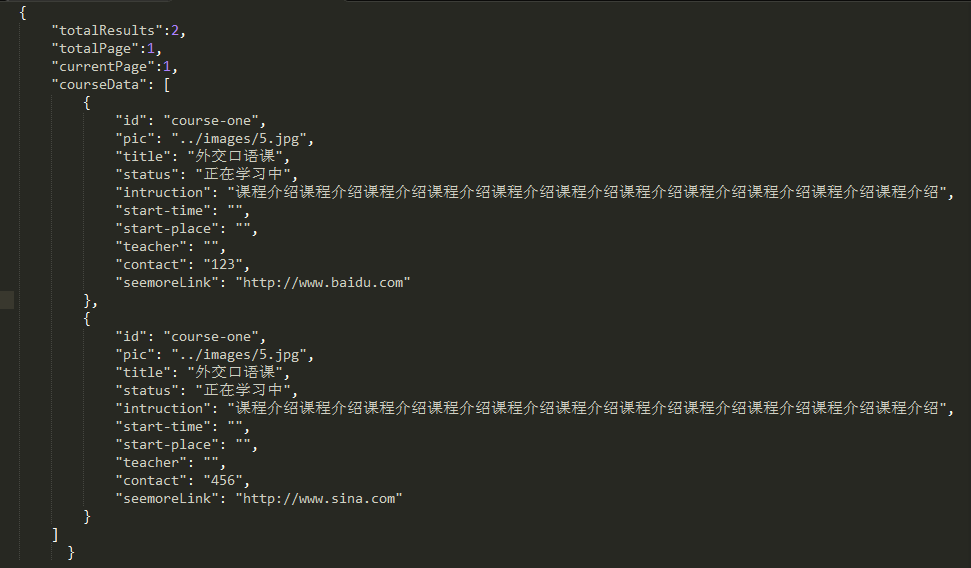 {
"totalResults":2,
"totalPage":1,
"currentPage":1,
"courseData": [
{
"id": "course-one",
"pic": "../images/5.jpg",
"title": "外交口语课",
"status": "正在学习中",
"intruction": "课程介绍课程介绍课程介绍课程介绍课程介绍课程介绍课程介绍课程介绍课程介绍课程介绍课程介绍",
"start-time": "",
"start-place": "",
"teacher": "",
"contact": "123",
"seemoreLink": "http://www.baidu.com"
},
{
"id": "course-one",
"pic": "../images/5.jpg",
"title": "外交口语课",
"status": "正在学习中",
"intruction": "课程介绍课程介绍课程介绍课程介绍课程介绍课程介绍课程介绍课程介绍课程介绍课程介绍课程介绍",
"start-time": "",
"start-place": "",
"teacher": "",
"contact": "456",
"seemoreLink": "http://www.sina.com"
}
]
}